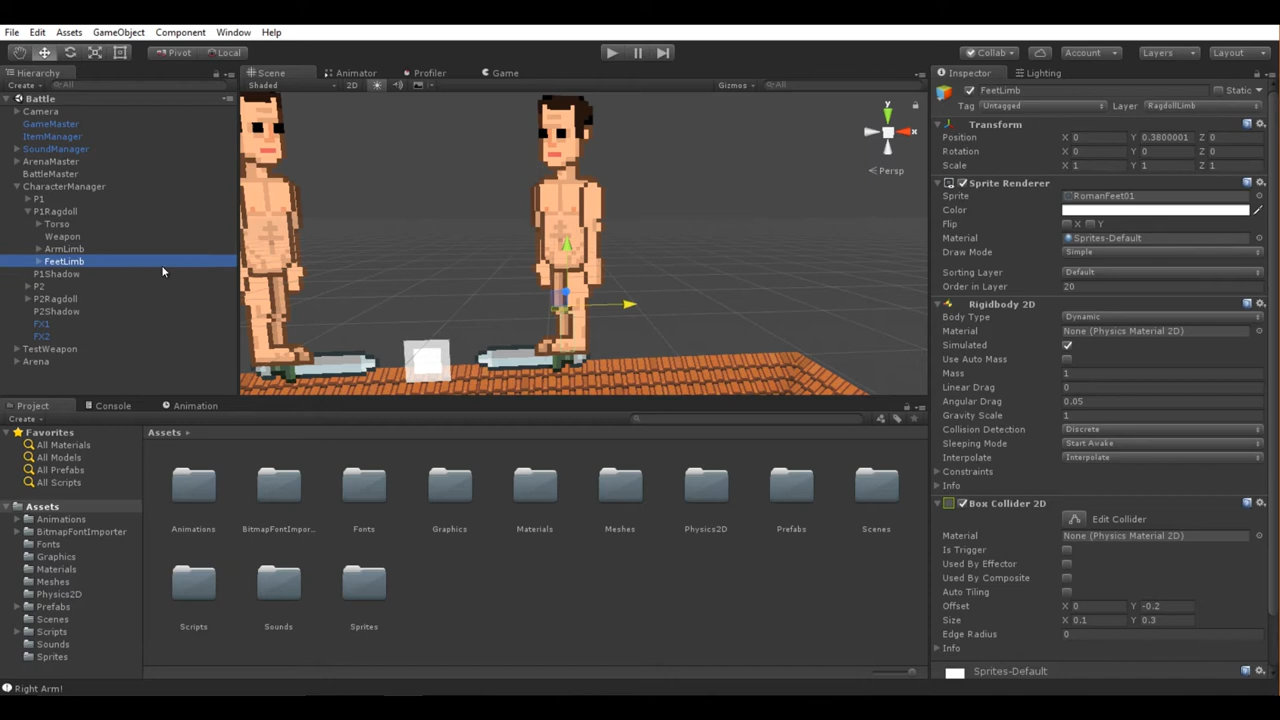 File Edit Assets GameObject Component Window Help
Pivot Local Collab Account Layers Layout
Hierarchy Scene Animator Profiler Game Inspector Lighting
Create All Shaded 2D Gizmos All
Battle
Camera
GameMaster
ItemManager
SoundManager
ArenaMaster
BattleMaster
CharacterManager
P1
P1Ragdoll
Torso
Weapon
ArmLimb
FeetLimb
P1Shadow
P2
P2Ragdoll
P2Shadow
FX1
FX2
TestWeapon
Arena
y
x
Persp
FeetLimb Static
Tag Untagged Layer RagdollLimb
Transform
Position X 0 Y 0.3800001 Z 0
Rotation X 0 Y 0 Z 0
Scale X 1 Y 1 Z 1
Sprite Renderer
Sprite RomanFeet01
Color
Flip X Y
Material Sprites-Default
Draw Mode Simple
Sorting Layer Default
Order in Layer 20
Rigidbody 2D
Body Type Dynamic
Material None (Physics Material 2D)
Simulated
Use Auto Mass
Mass 1
Linear Drag 0
Angular Drag 0.05
Gravity Scale 1
Collision Detection Discrete
Sleeping Mode Start Awake
Interpolate Interpolate
Constraints
Info
Box Collider 2D
Edit Collider
Material None (Physics Material 2D)
Is Trigger
Used By Effector
Used By Composite
Auto Tiling
Offset X 0 Y -0.2
Size X 0.1 Y 0.3
Edge Radius 0
Info
Sprites-Default
Project Console Animation
Create
Favorites
All Materials
All Models
All Prefabs
All Scripts
Assets
Animations
BitmapFontImporter
Fonts
Graphics
Materials
Meshes
Physics2D
Prefabs
Scenes
Scripts
Sounds
Sprites
Assets
Animations BitmapFontImpor... Fonts Graphics Materials Meshes Physics2D Prefabs Scenes
Scripts Sounds Sprites
Right Arm!